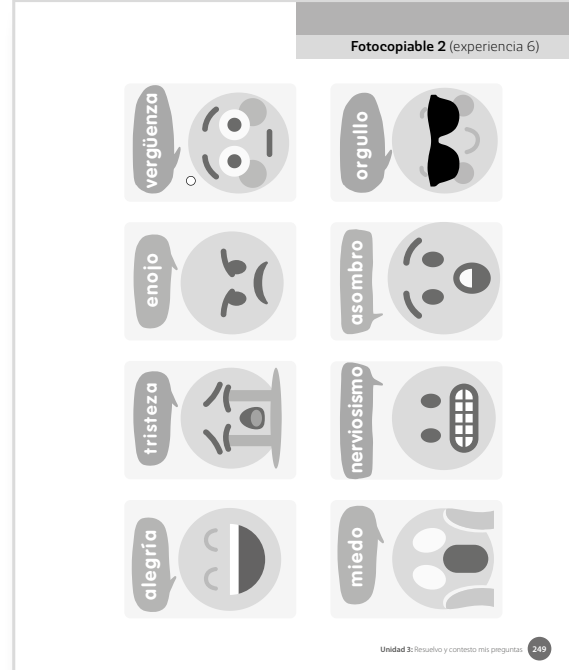 Fotocopiable 2 (experiencia 6)
vergüenza
orgullo
enojo
asombro
tristeza
nerviosismo
alegría
miedo
Unidad 3: Resuelvo y contesto mis preguntas 249